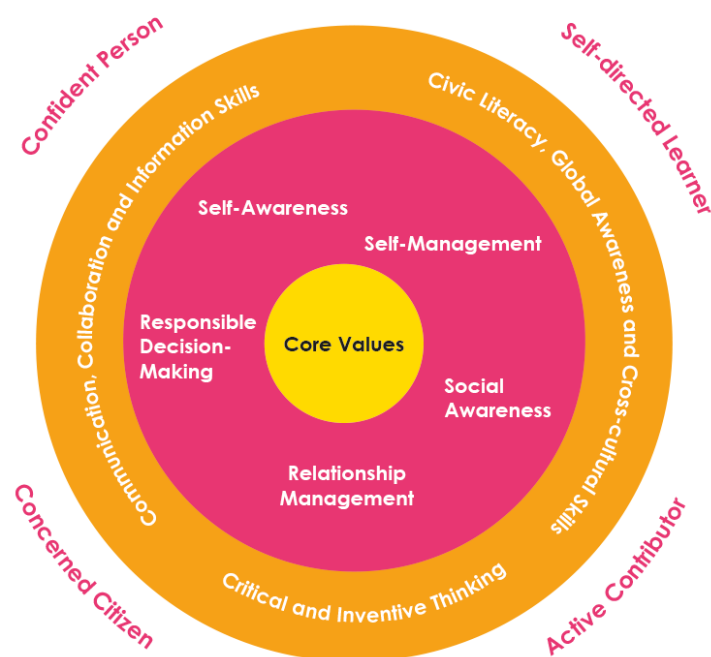 Confident Person
Self-directed Learner
Communication, Collaboration and Information Skills
Civic Literacy, Global Awareness and Cross-cultural Skills
Self-Awareness
Self-Management
Responsible
Decision-
Making
Core Values
Social
Awareness
Relationship
Management
Critical and Inventive Thinking
Concerned Citizen
Active Contributor